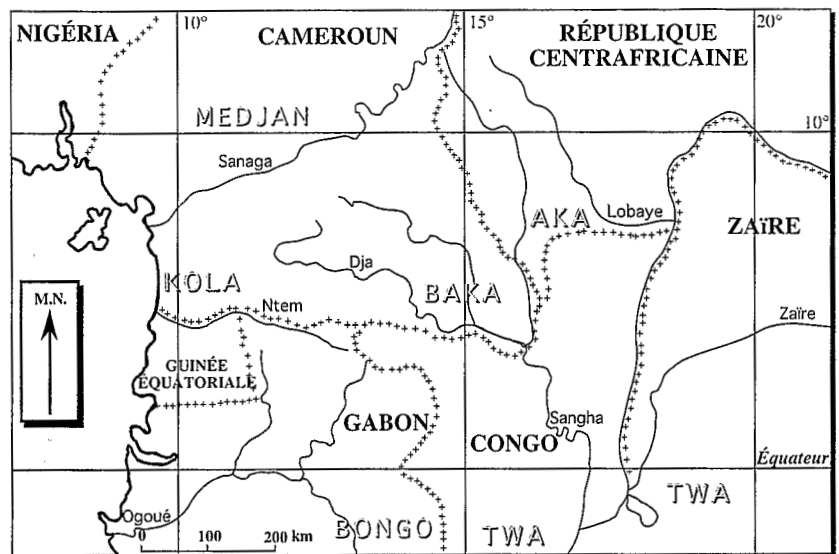 NIGÉRIA
10°
CAMEROUN
15°
RÉPUBLIQUE
CENTRAFRICAINE
20°
MEDJAN
10°
Sanaga
AKA
Lobaye
ZAïRE
KOLA
Dja
BAKA
M.N.
Ntem
Zaïre
GUINÉE
ÉQUATORIALE
GABON
Sangha
CONGO
Équateur
TWA
Ogoué
BONGO
TWA
0 100 200 km